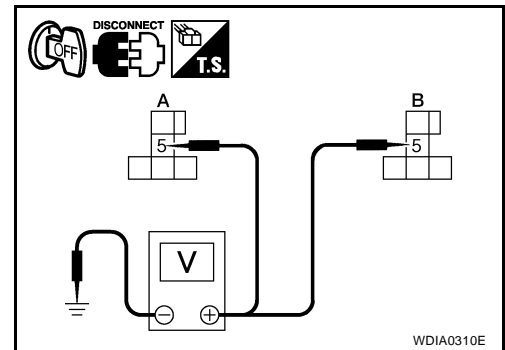 DISCONNECT
OFF
T.S.
A B
5 5
V
− +
WDIA0310E